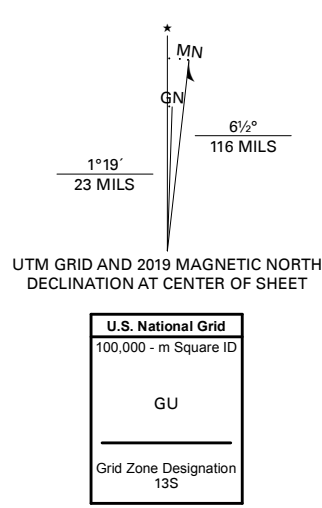 ★
MN
GN
6½°
116 MILS
1°19´
23 MILS
UTM GRID AND 2019 MAGNETIC NORTH
DECLINATION AT CENTER OF SHEET
U.S. National Grid
100,000 - m Square ID
GU
Grid Zone Designation
13S